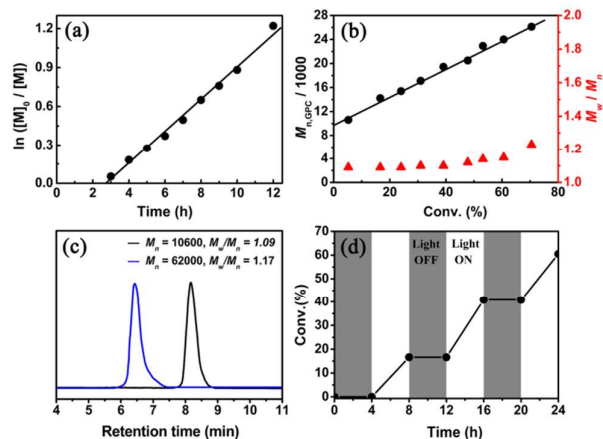 (a)
ln ([M]₀ / [M])
1.2
0.9
0.6
0.3
0.0
0 2 4 6 8 10 12
Time (h)
(b)
Mn,GPC / 1000
28
24
20
16
12
8
4
0
0 10 20 30 40 50 60 70 80
Conv. (%)
2.0
1.8
1.6
1.4
1.2
1.0
Mw/Mn
(c)
Mn = 10600, Mw/Mn = 1.09
Mn = 62000, Mw/Mn = 1.17
4 5 6 7 8 9 10 11
Retention time (min)
(d)
Light
OFF
Light
ON
Conv.(%)
70
60
50
40
30
20
10
0
0 4 8 12 16 20 24
Time (h)